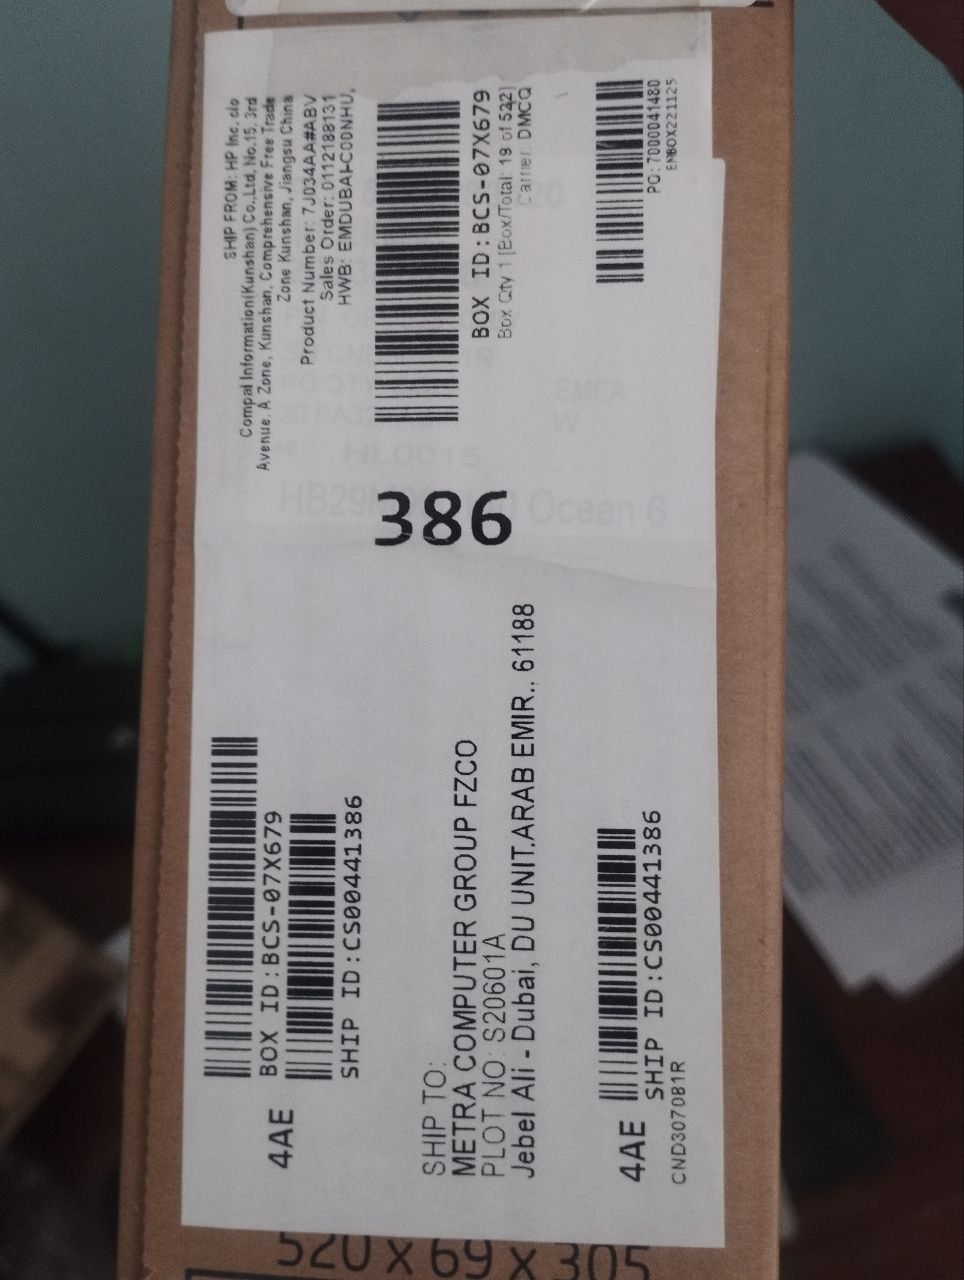 SHIP FROM: HP Inc. c/o
Compal Information(Kunshan) Co.,Ltd, No.15, 3rd
Avenue, A Zone, Kunshan, Comprehensive Free Trade
Zone Kunshan, Jiangsu China
Product Number: 7J034AA#ABV
Sales Order: 0112188131
HWB: EMDUBAI-C00NHU,
BOX ID:BCS-07X679
Box Qty 1 [Box/Total: 19 of 522]
Carrier: DMCQ
PO: 7000041480
EMBOX221125
EMEA
W
HL0015
Ocean 6
386
BOX ID:BCS-07X679
4AE
SHIP ID:CS00441386
SHIP TO:
METRA COMPUTER GROUP FZCO
PLOT NO: S20601A
Jebel Ali - Dubai, DU UNIT.ARAB EMIR., 61188
4AE
SHIP ID:CS00441386
CND307081R
520 x 69 x 305